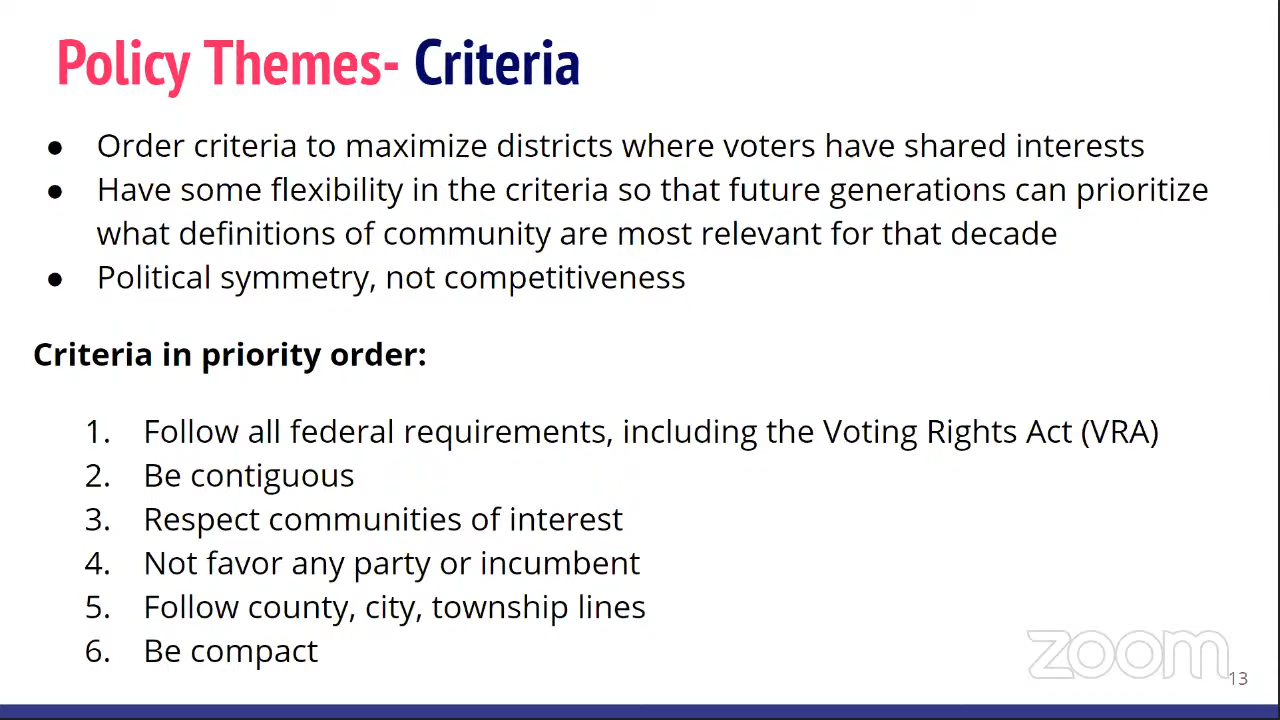 Policy Themes- Criteria
● Order criteria to maximize districts where voters have shared interests
● Have some flexibility in the criteria so that future generations can prioritize
what definitions of community are most relevant for that decade
● Political symmetry, not competitiveness
Criteria in priority order:
1. Follow all federal requirements, including the Voting Rights Act (VRA)
2. Be contiguous
3. Respect communities of interest
4. Not favor any party or incumbent
5. Follow county, city, township lines
6. Be compact
zoom
13